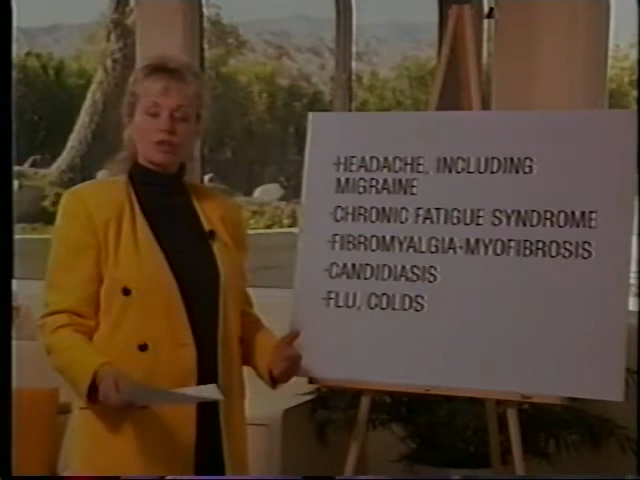 -HEADACHE, INCLUDING
MIGRAINE
-CHRONIC FATIGUE SYNDROME
-FIBROMYALGIA-MYOFIBROSIS
-CANDIDIASIS
-FLU, COLDS